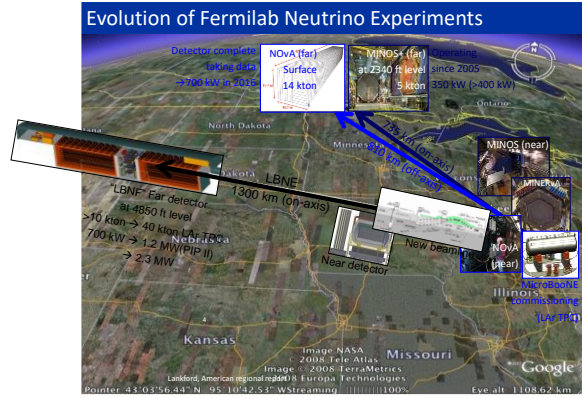 Evolution of Fermilab Neutrino Experiments
Detector complete
taking data
→700 kW in 2016
NOvA (far)
Surface
14 kton
MINOS+ (far)
at 2340 ft level
5 kton
Operating
since 2005
350 kW (>400 kW)
Ontario
North Dakota
Minnes
Dakota
735 km (on-axis)
810 km (off-axis)
MINOS (near)
MINERvA
LBNE
1300 km (on-axis)
"LBNF" Far detector
at 4850 ft level
>10 kton → 40 kton LAr TPC
700 kW → 1.2 MW(PIP II)
→ 2.3 MW
Nebraska
Near detector
New beam
NOvA
(near)
MicroBooNE
commissioning
(LAr TPC)
Illinois
Kansas
Missouri
Image NASA
© 2008 Tele Atlas
Image © 2008 TerraMetrics
2008 Europa Technologies
Lankford, American regional report
Google
Pointer 43°03'56.44" N 95°10'42.53" W Streaming 100% Eye alt 1108.62 km